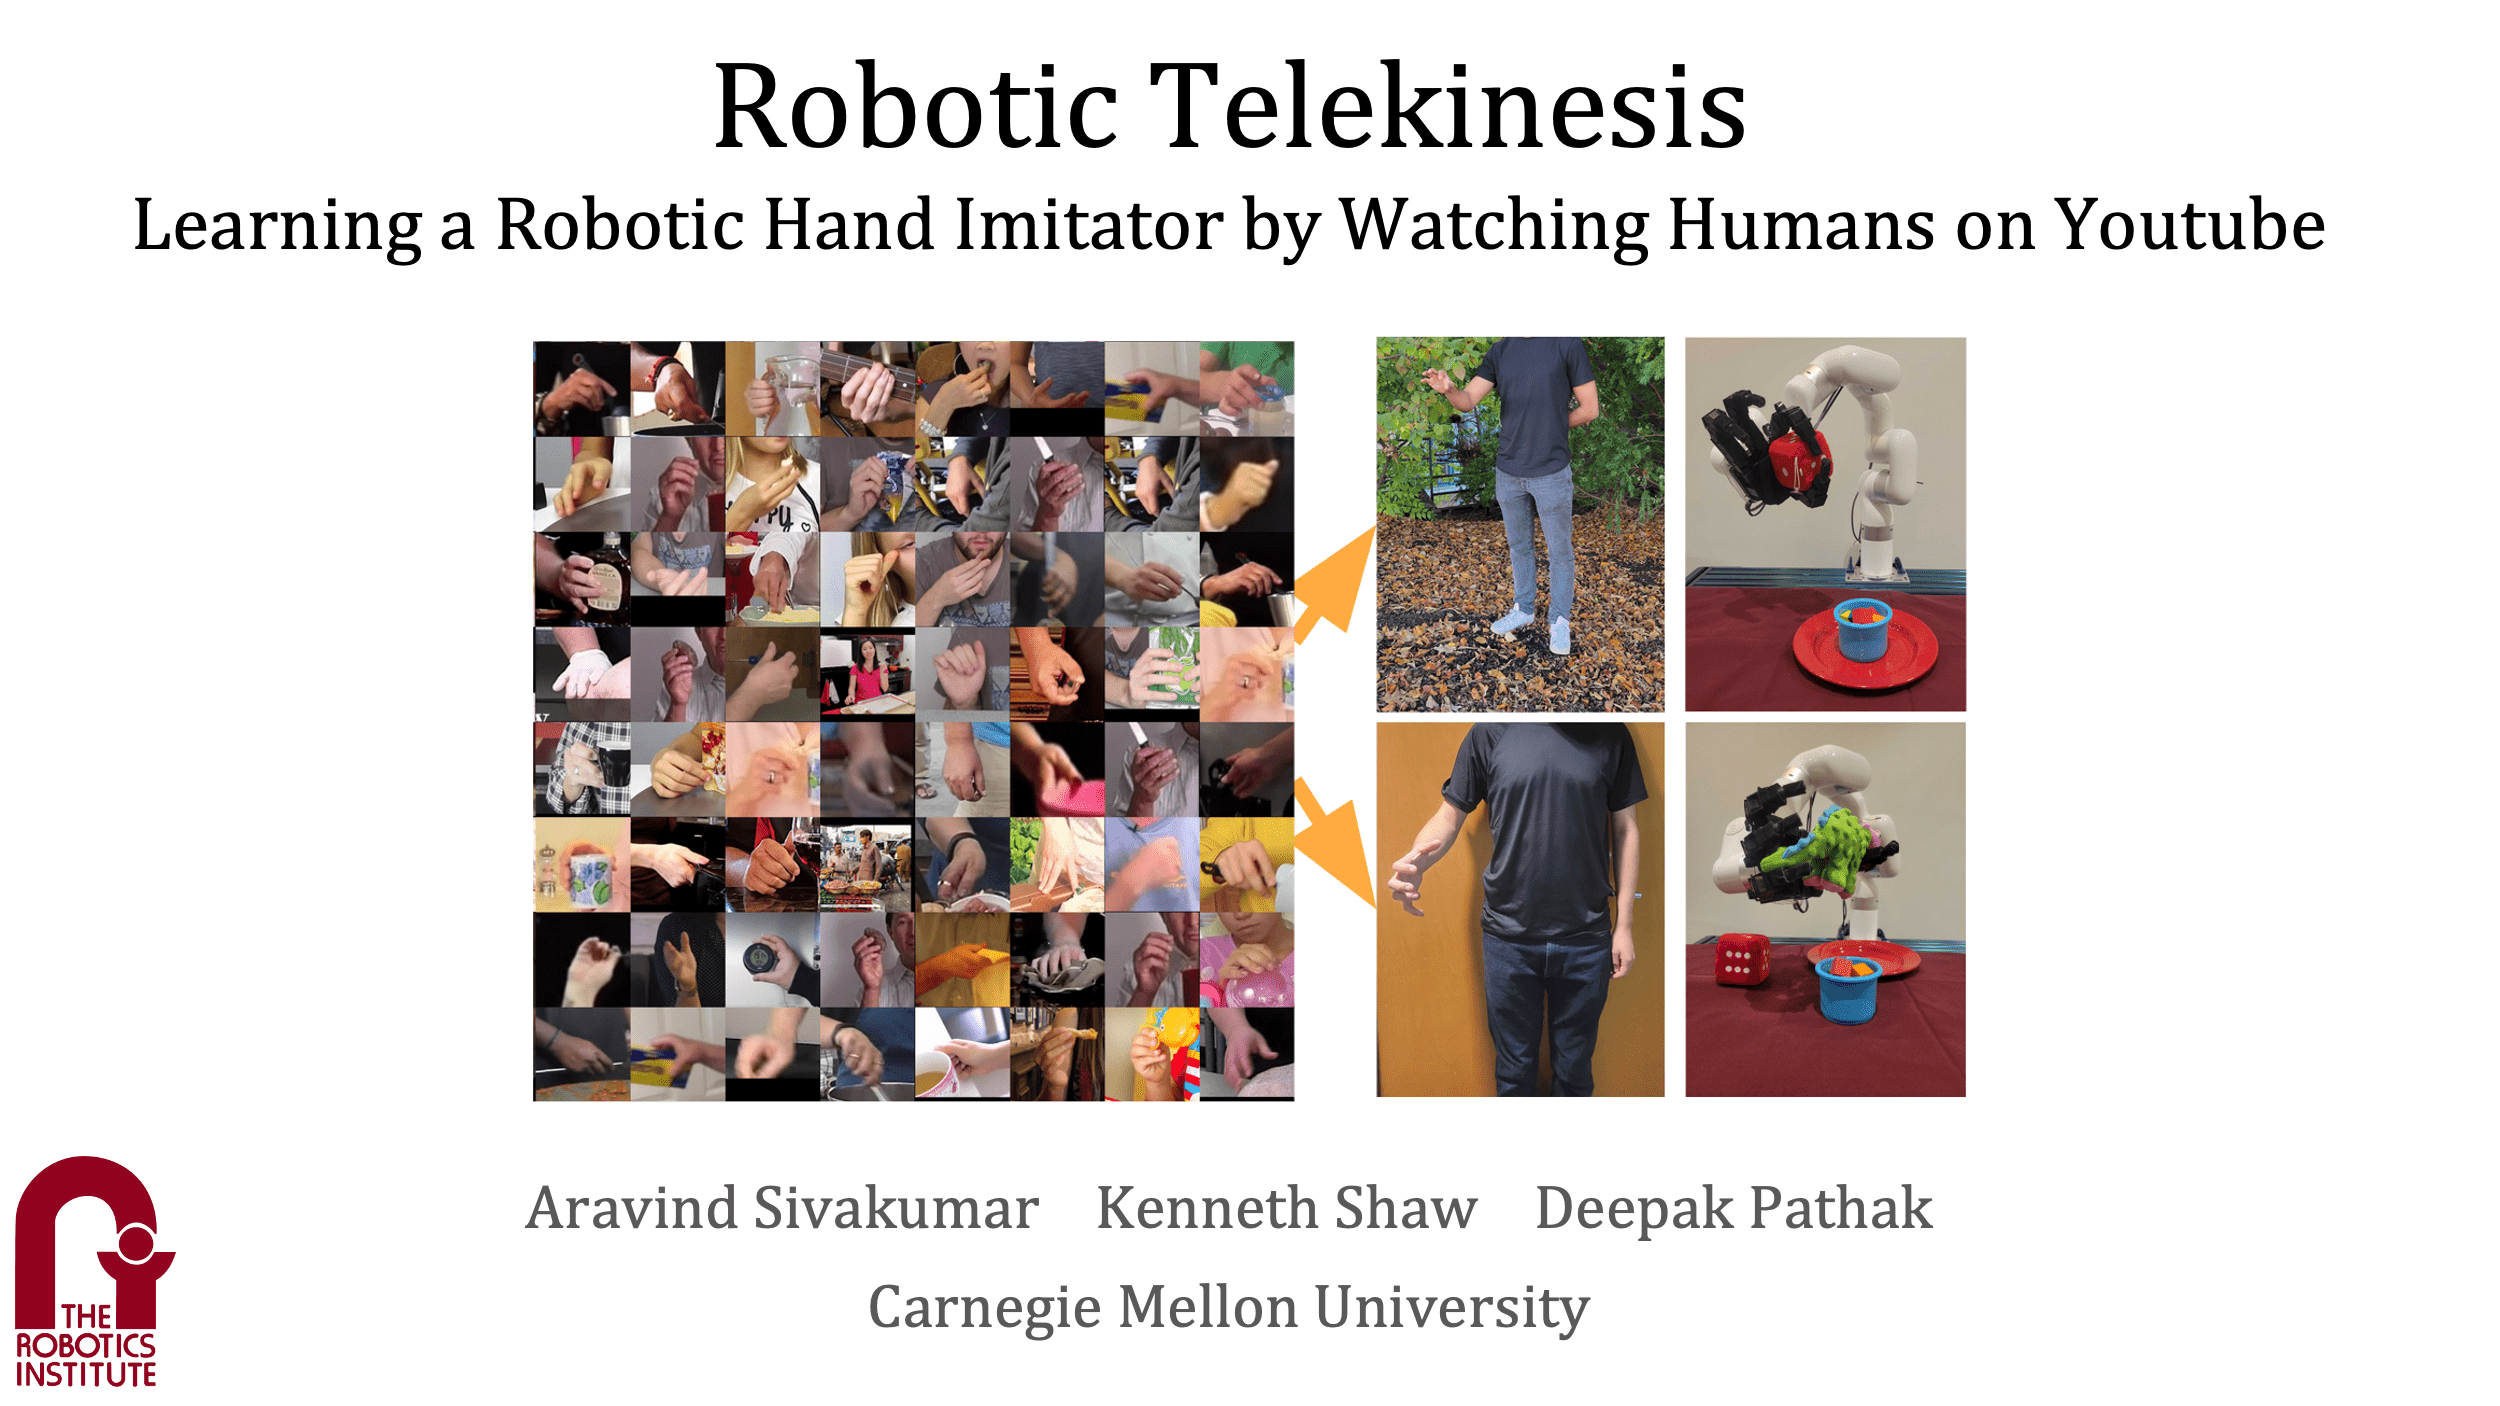 Robotic Telekinesis
Learning a Robotic Hand Imitator by Watching Humans on Youtube
Aravind Sivakumar Kenneth Shaw Deepak Pathak
Carnegie Mellon University
THE
ROBOTICS
INSTITUTE